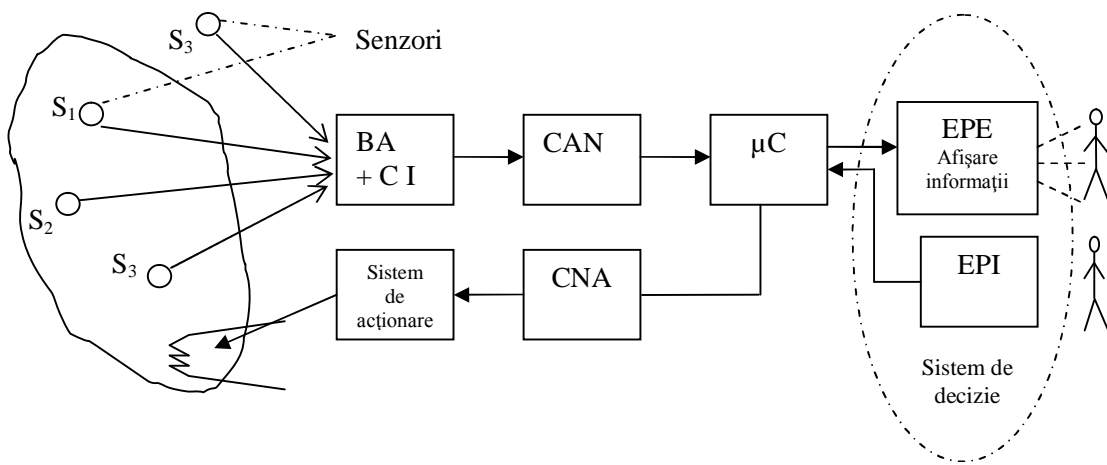 S3
Senzori
S1
S2
S3
BA
+ C I
CAN
µC
EPE
Afişare
informaţii
Sistem
de
acţionare
CNA
EPI
Sistem de
decizie